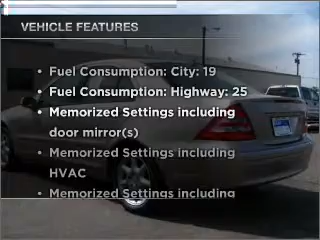 VEHICLE FEATURES
• Fuel Consumption: City: 19
• Fuel Consumption: Highway: 25
• Memorized Settings including
door mirror(s)
• Memorized Settings including
HVAC
• Memorized Settings including